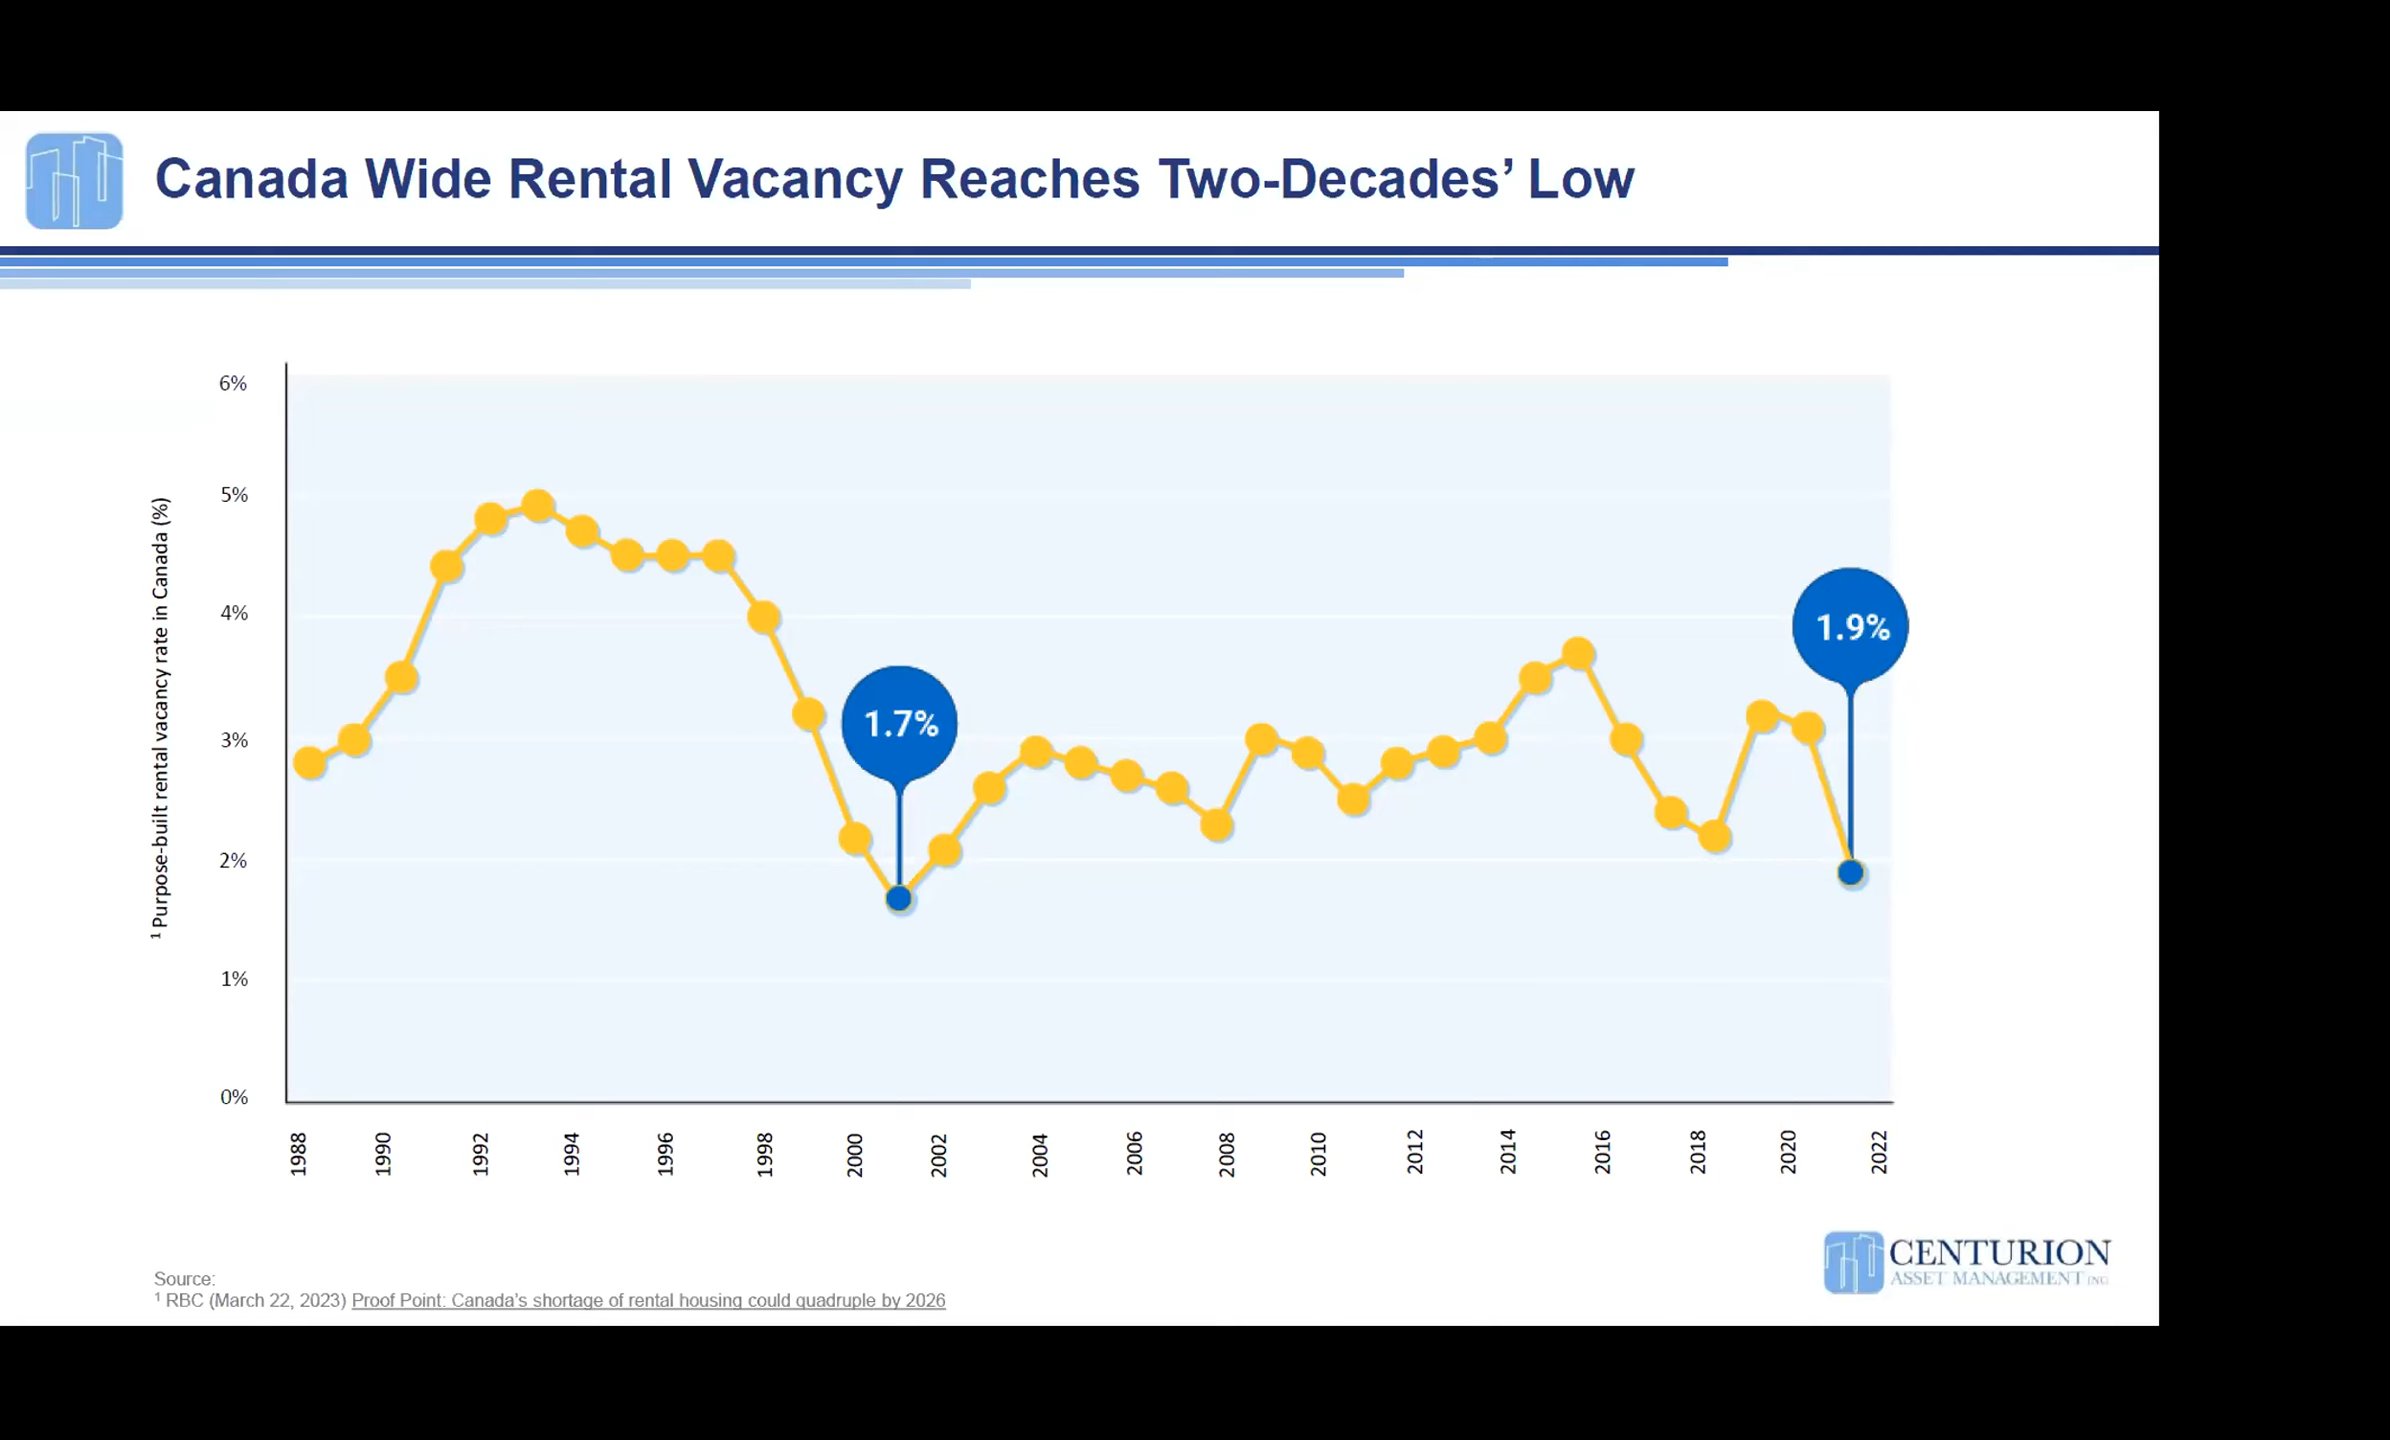 Canada Wide Rental Vacancy Reaches Two-Decades’ Low
¹ Purpose-built rental vacancy rate in Canada (%)
6%
5%
4%
3%
2%
1%
0%
1.7%
1.9%
1988 1990 1992 1994 1996 1998 2000 2002 2004 2006 2008 2010 2012 2014 2016 2018 2020 2022
CENTURION
ASSET MANAGEMENT INC
Source:
¹ RBC (March 22, 2023) Proof Point: Canada’s shortage of rental housing could quadruple by 2026